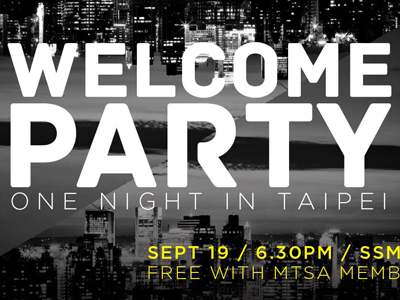 WELCOME
PARTY
ONE NIGHT IN TAIPEI
SEPT 19 / 6.30PM / SSM
FREE WITH MTSA MEMB